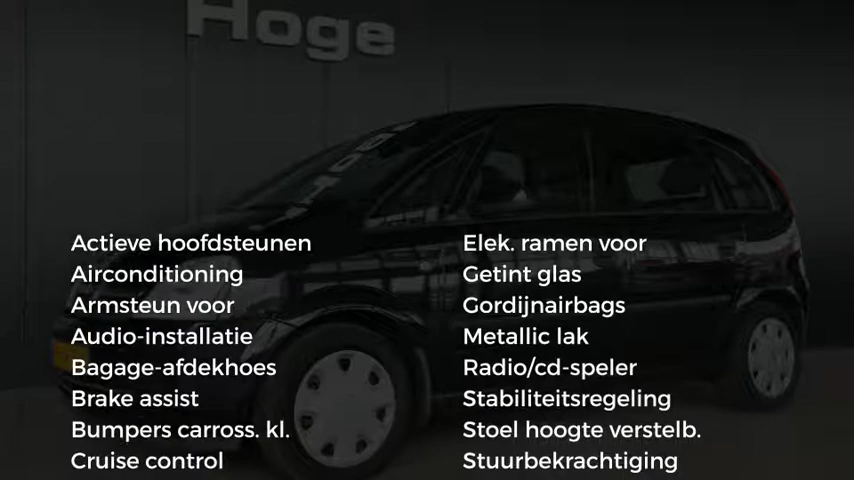 Hoge
Actieve hoofdsteunen
Airconditioning
Armsteun voor
Audio-installatie
Bagage-afdekhoes
Brake assist
Bumpers carross. kl.
Cruise control
Elek. ramen voor
Getint glas
Gordijnairbags
Metallic lak
Radio/cd-speler
Stabiliteitsregeling
Stoel hoogte verstelb.
Stuurbekrachtiging